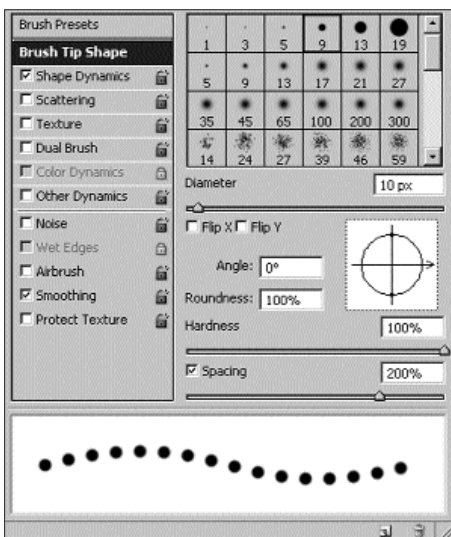 Brush Presets
Brush Tip Shape
Shape Dynamics
Scattering
Texture
Dual Brush
Color Dynamics
Other Dynamics
Noise
Wet Edges
Airbrush
Smoothing
Protect Texture
1 3 5 9 13 19
5 9 13 17 21 27
35 45 65 100 200 300
14 24 27 39 46 59
Diameter 10 px
Flip X Flip Y
Angle: 0°
Roundness: 100%
Hardness 100%
Spacing 200%